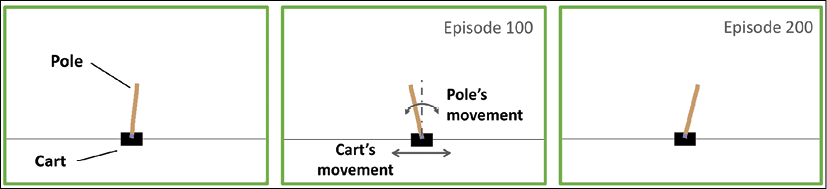 Pole
Cart
Episode 100
Pole's
movement
Cart's
movement
Episode 200